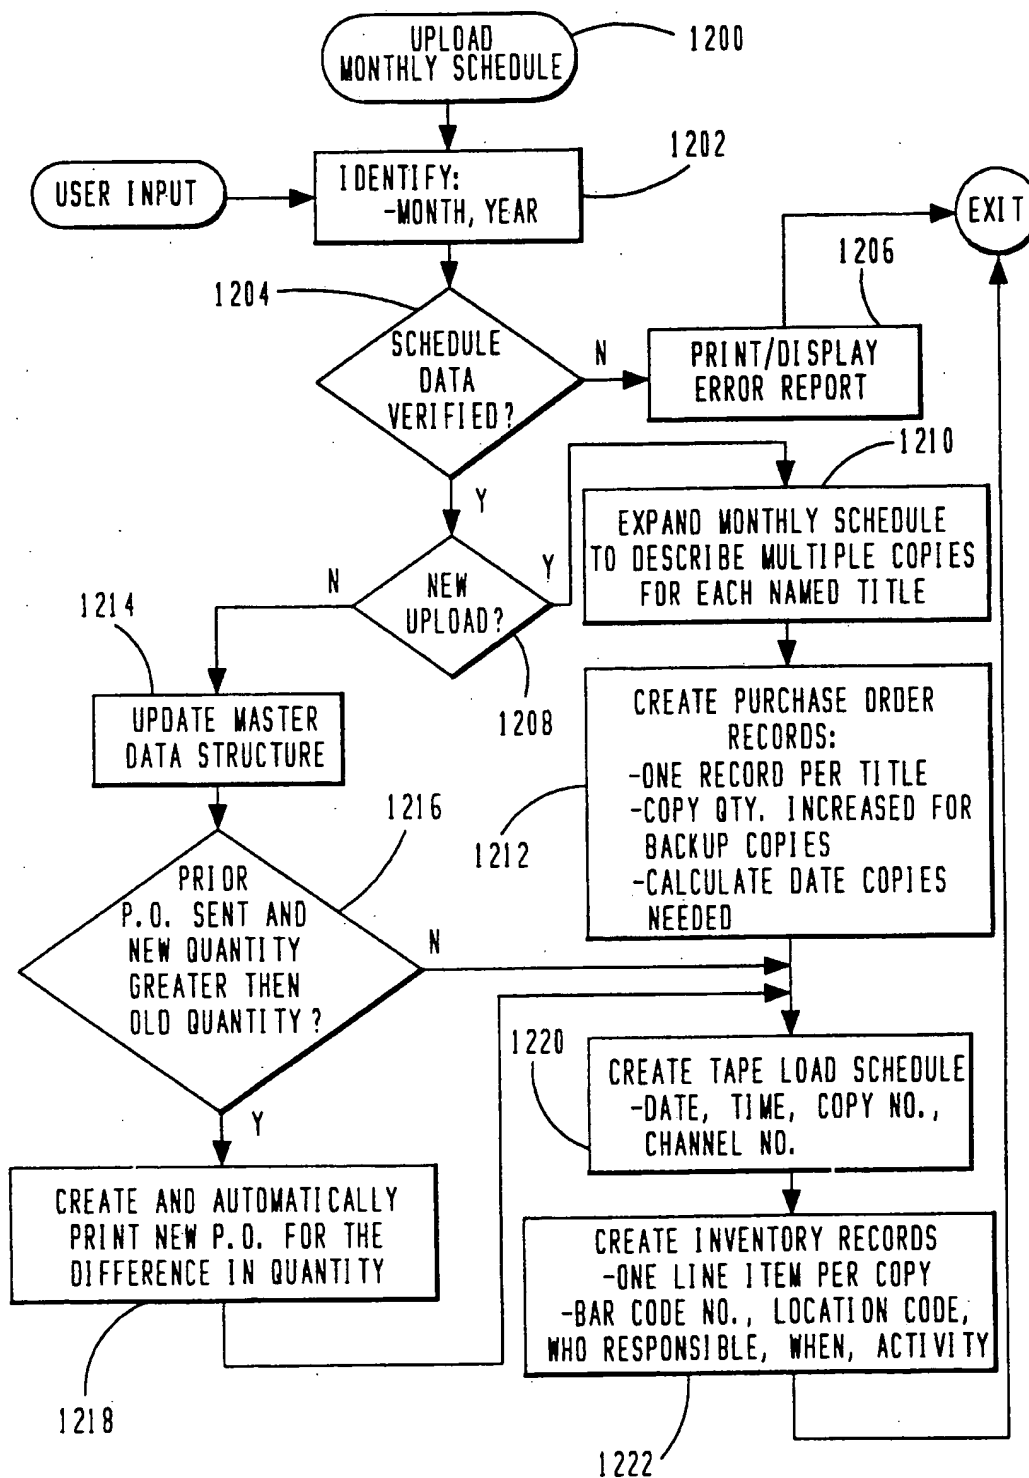 UPLOAD
MONTHLY SCHEDULE
1200
USER INPUT
IDENTIFY:
-MONTH, YEAR
1202
EXIT
1204
SCHEDULE
DATA
VERIFIED?
N
Y
1206
PRINT/DISPLAY
ERROR REPORT
NEW
UPLOAD?
N
Y
1208
1210
EXPAND MONTHLY SCHEDULE
TO DESCRIBE MULTIPLE COPIES
FOR EACH NAMED TITLE
1214
UPDATE MASTER
DATA STRUCTURE
CREATE PURCHASE ORDER
RECORDS:
-ONE RECORD PER TITLE
-COPY QTY. INCREASED FOR
BACKUP COPIES
-CALCULATE DATE COPIES
NEEDED
1212
1216
PRIOR
P.O. SENT AND
NEW QUANTITY
GREATER THEN
OLD QUANTITY?
N
Y
1220
CREATE TAPE LOAD SCHEDULE
-DATE, TIME, COPY NO.,
CHANNEL NO.
CREATE AND AUTOMATICALLY
PRINT NEW P.O. FOR THE
DIFFERENCE IN QUANTITY
1218
CREATE INVENTORY RECORDS
-ONE LINE ITEM PER COPY
-BAR CODE NO., LOCATION CODE,
WHO RESPONSIBLE, WHEN, ACTIVITY
1222